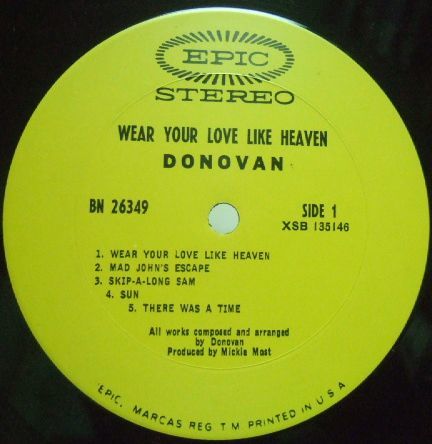 EPIC
STEREO
WEAR YOUR LOVE LIKE HEAVEN
DONOVAN
BN 26349
SIDE 1
XSB 135146
1. WEAR YOUR LOVE LIKE HEAVEN
2. MAD JOHN'S ESCAPE
3. SKIP-A-LONG SAM
4. SUN
5. THERE WAS A TIME
All works composed and arranged
by Donovan
Produced by Mickie Most
EPIC, MARCAS REG. T M PRINTED IN U S A